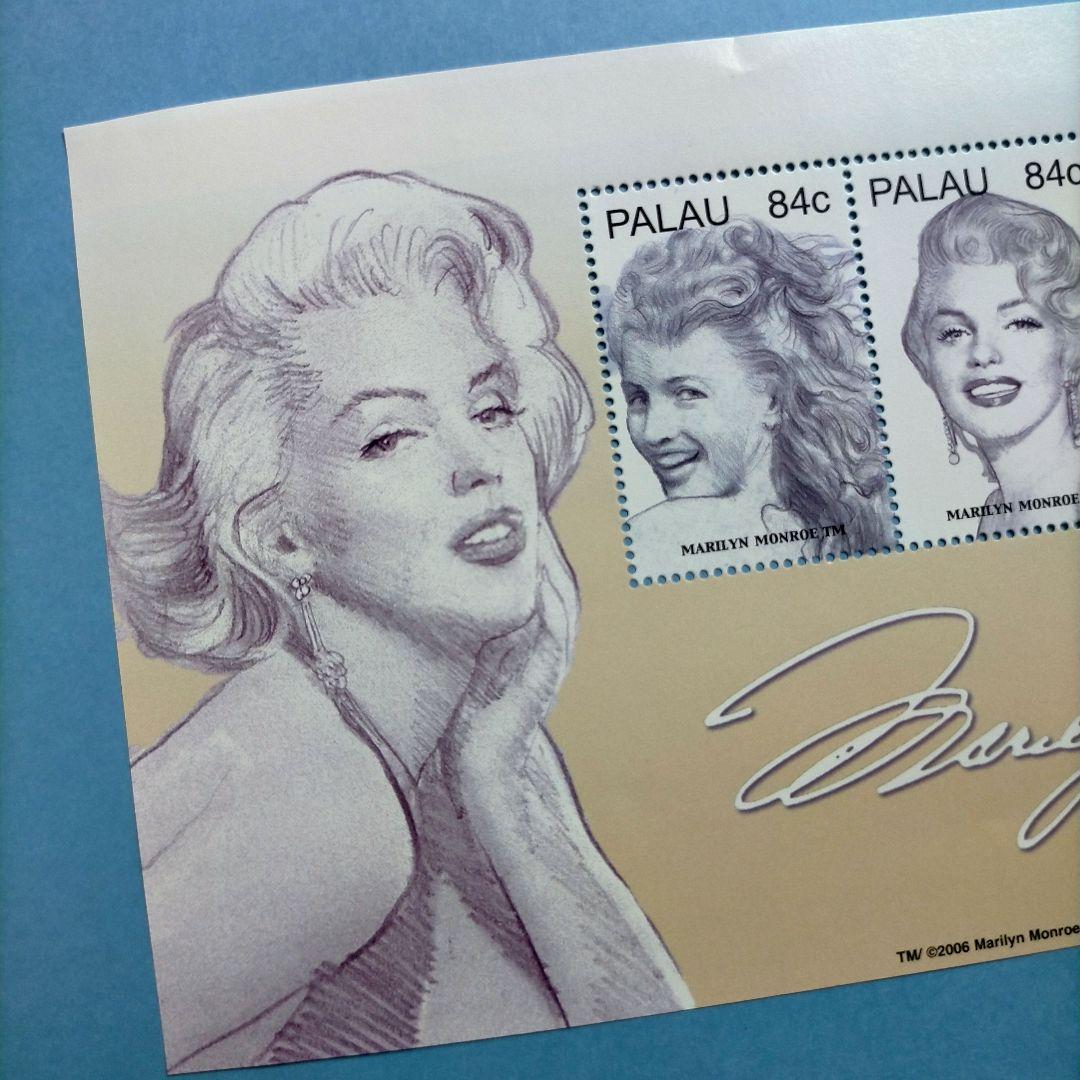 PALAU 84c
MARILYN MONROE TM
PALAU 84c
MARILYN MONROE
TM/ ©2006 Marilyn Monroe